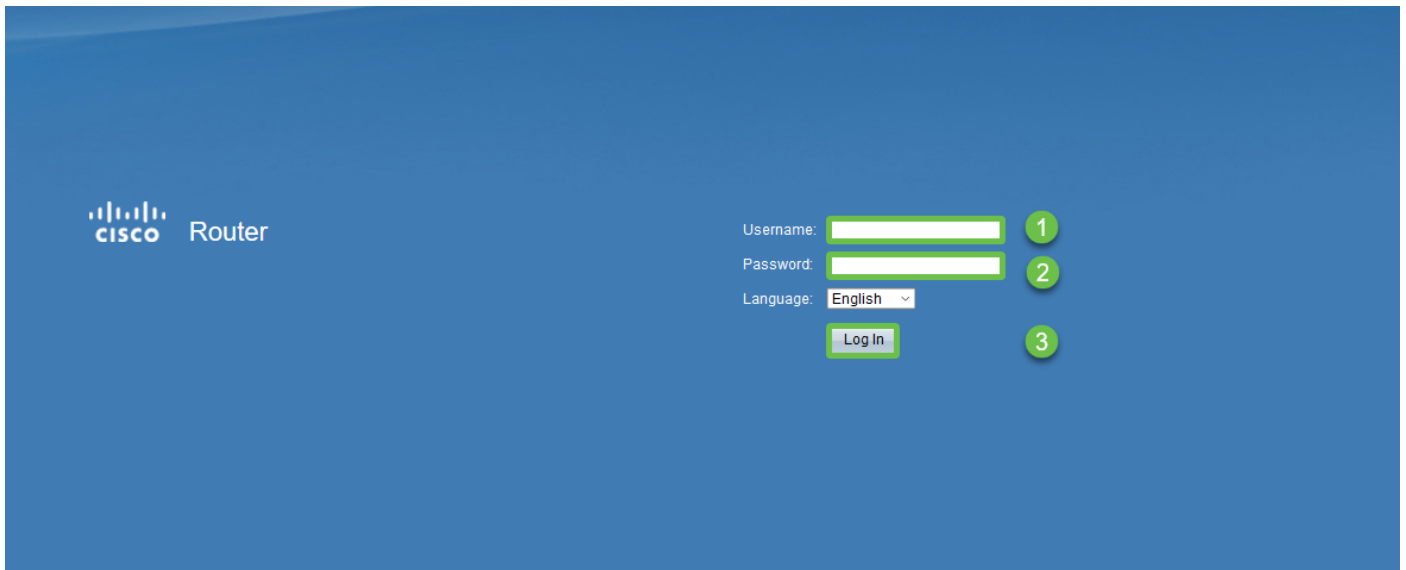 CISCO
Router
Username:
1
Password:
2
Language:
English
Log In
3